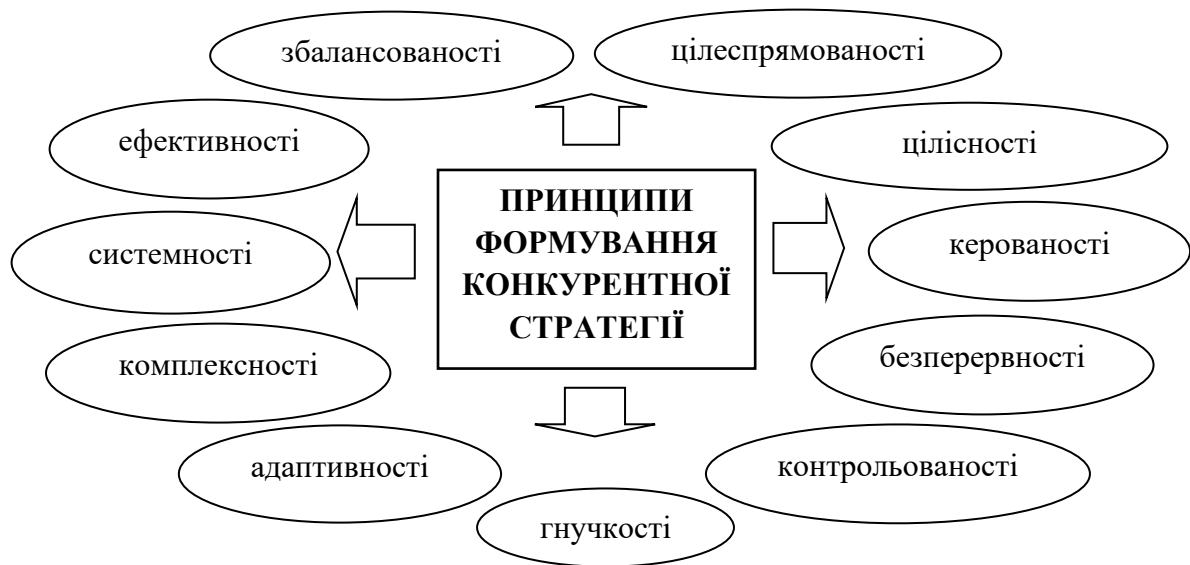 збалансованості
цілеспрямованості
ефективності
цілісності
ПРИНЦИПИ
ФОРМУВАННЯ
КОНКУРЕНТНОЇ
СТРАТЕГІЇ
системності
керованості
комплексності
безперервності
адаптивності
контрольованості
гнучкості